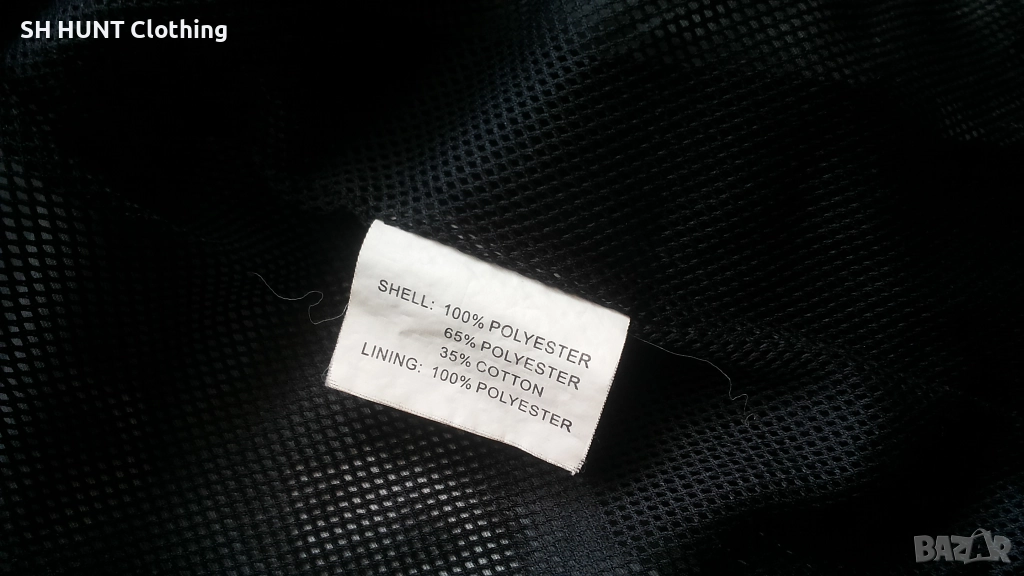 SH HUNT Clothing
SHELL: 100% POLYESTER
65% POLYESTER
35% COTTON
LINING: 100% POLYESTER
BAZAR